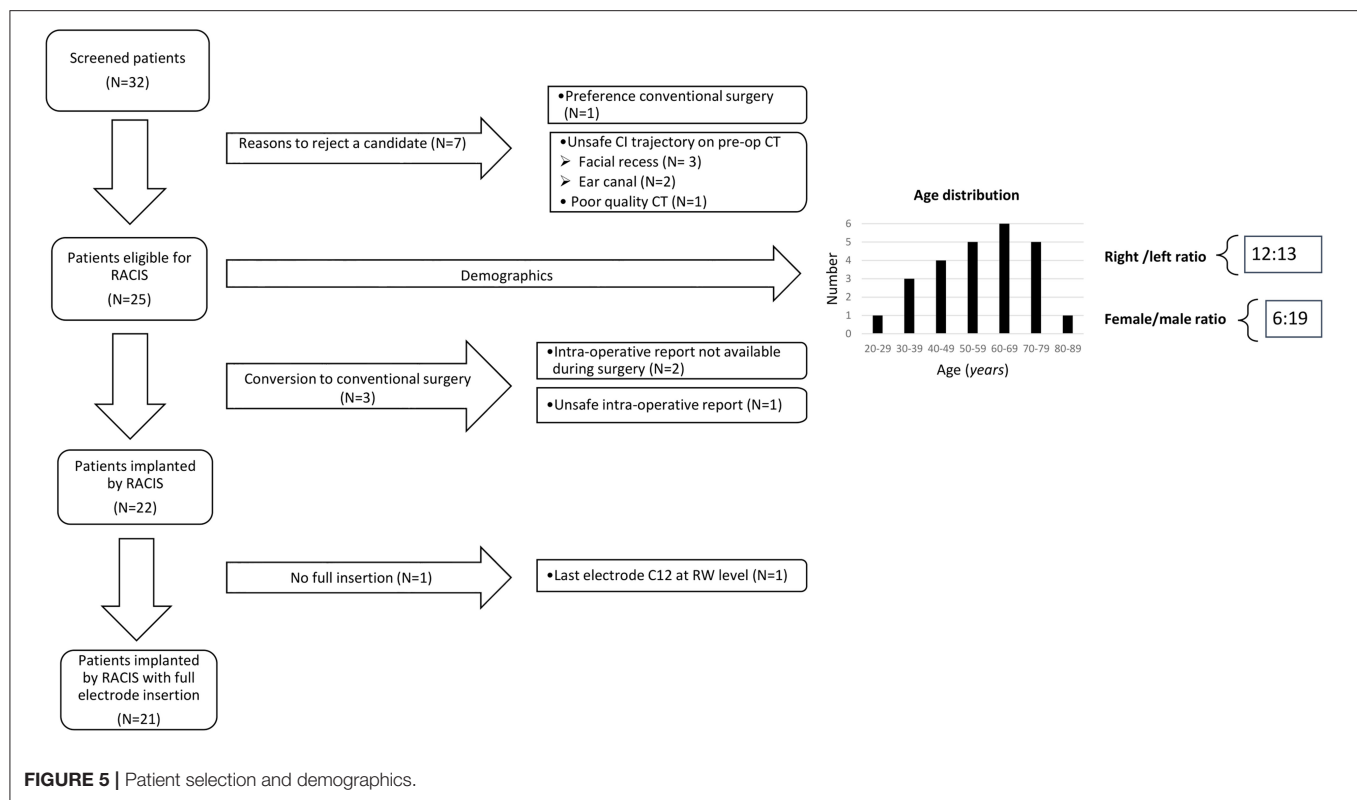 Screened patients
(N=32)
Reasons to reject a candidate (N=7)
•Preference conventional surgery
(N=1)
•Unsafe CI trajectory on pre-op CT
➢ Facial recess (N= 3)
➢ Ear canal (N=2)
• Poor quality CT (N=1)
Patients eligible for
RACIS
(N=25)
Demographics
Age distribution
Number
6
5
4
3
2
1
0
20-29 30-39 40-49 50-59 60-69 70-79 80-89
Age (years)
Right /left ratio
12:13
Female/male ratio
6:19
Conversion to conventional surgery
(N=3)
•Intra-operative report not available
during surgery (N=2)
•Unsafe intra-operative report (N=1)
Patients implanted
by RACIS
(N=22)
No full insertion (N=1)
•Last electrode C12 at RW level (N=1)
Patients implanted
by RACIS with full
electrode insertion
(N=21)
FIGURE 5 | Patient selection and demographics.